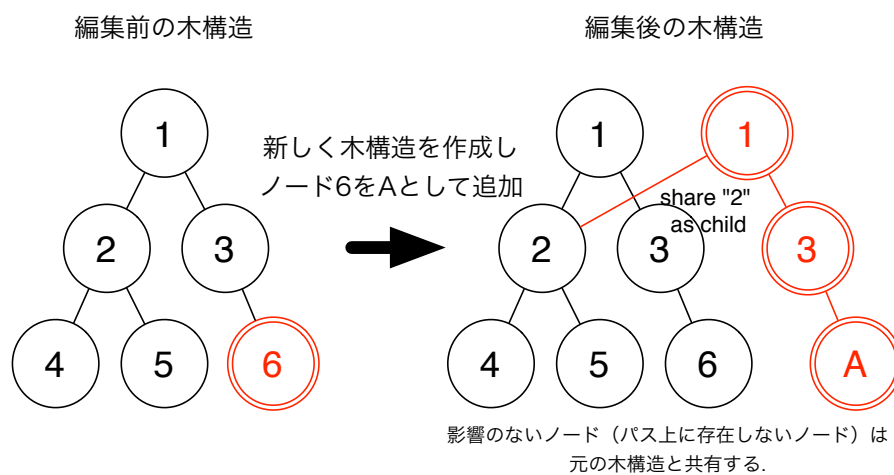 編集前の木構造
編集後の木構造
1
2
3
4
5
6
新しく木構造を作成し
ノード6をAとして追加
1
1
share "2"
as child
2
3
3
4
5
6
A
影響のないノード（パス上に存在しないノード）は
元の木構造と共有する.